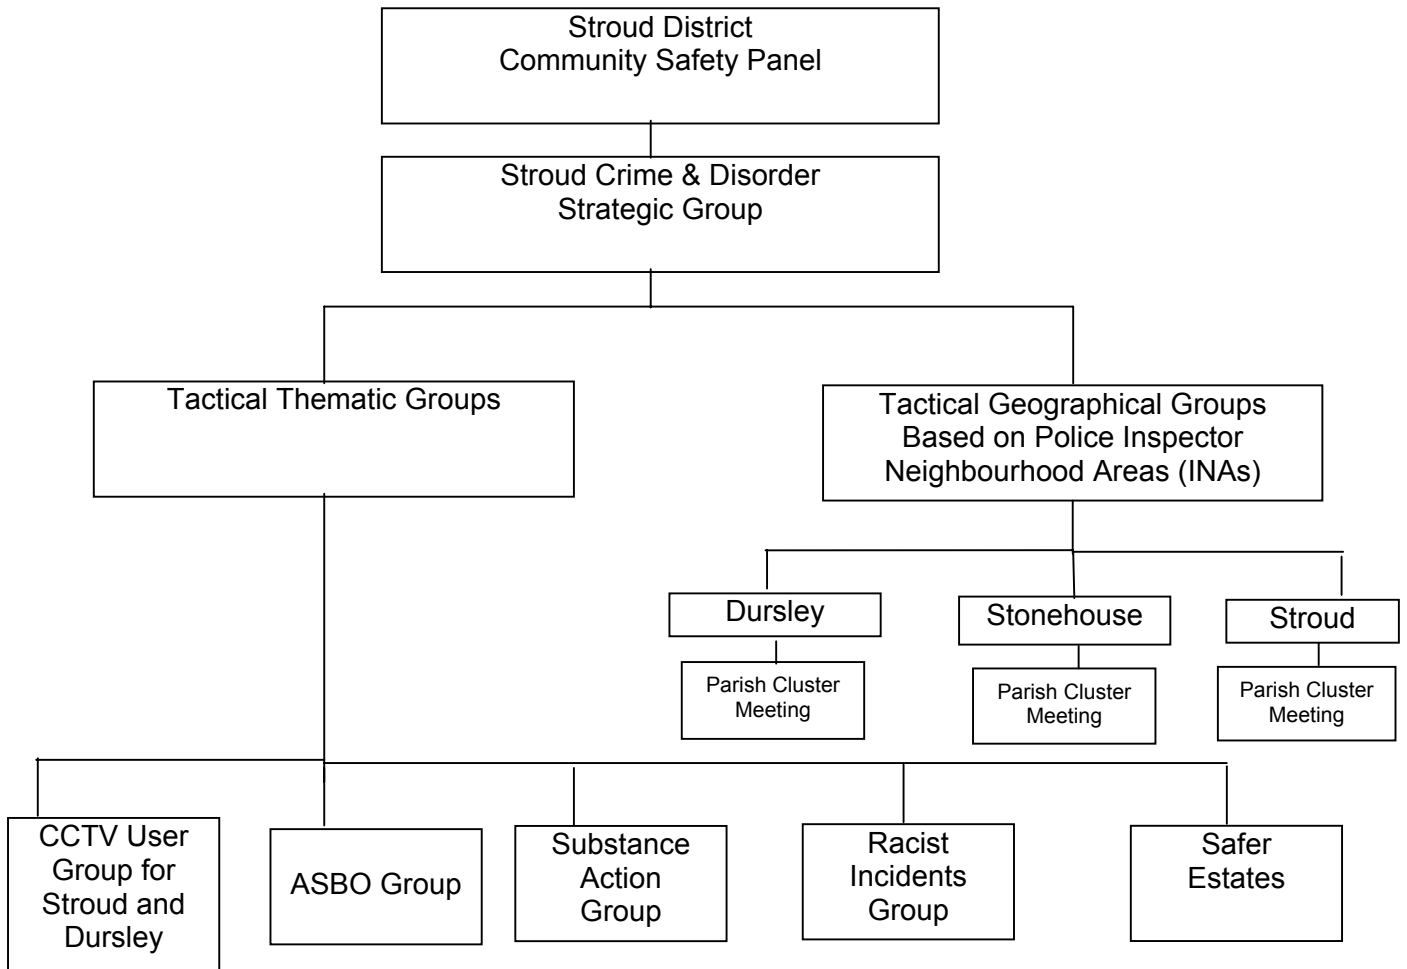 Stroud District
Community Safety Panel
Stroud Crime & Disorder
Strategic Group
Tactical Thematic Groups
Tactical Geographical Groups
Based on Police Inspector
Neighbourhood Areas (INAs)
Dursley
Stonehouse
Stroud
Parish Cluster
Meeting
Parish Cluster
Meeting
Parish Cluster
Meeting
CCTV User
Group for
Stroud and
Dursley
ASBO Group
Substance
Action
Group
Racist
Incidents
Group
Safer
Estates